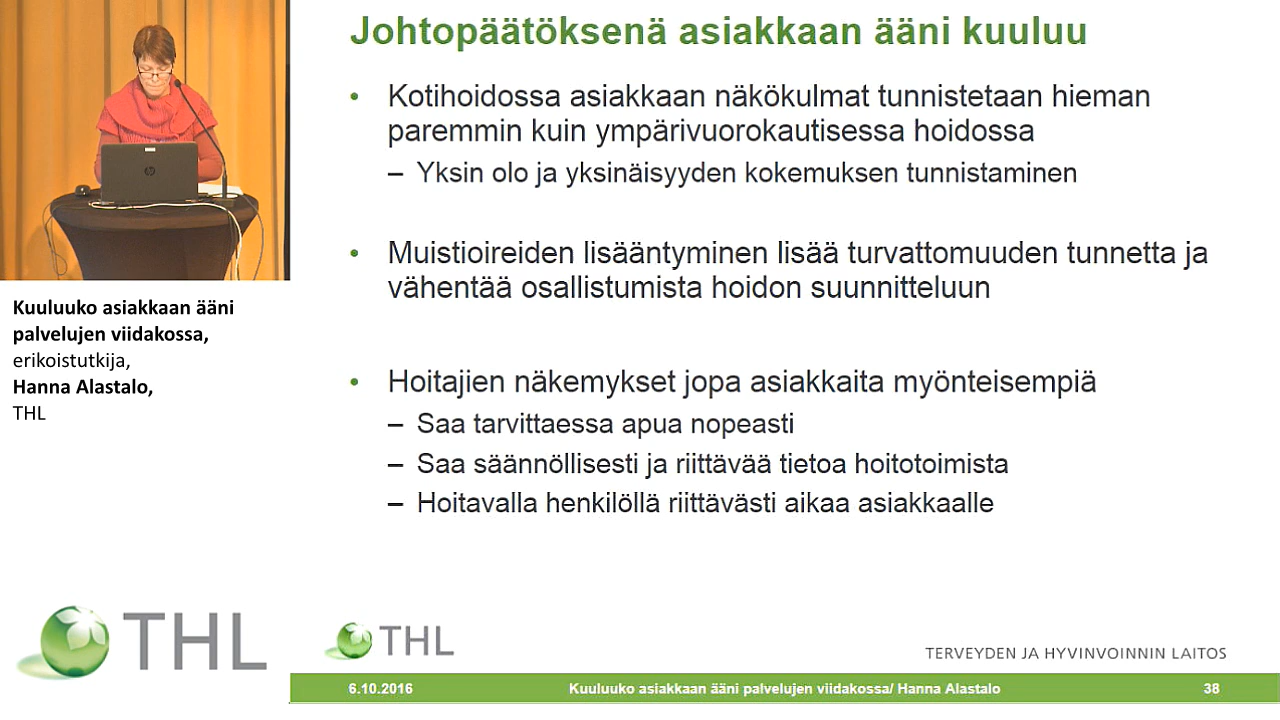 Johtopäätöksenä asiakkaan ääni kuuluu
• Kotihoidossa asiakkaan näkökulmat tunnistetaan hieman
paremmin kuin ympärivuorokautisessa hoidossa
– Yksin olo ja yksinäisyyden kokemuksen tunnistaminen
• Muistioireiden lisääntyminen lisää turvattomuuden tunnetta ja
vähentää osallistumista hoidon suunnitteluun
• Hoitajien näkemykset jopa asiakkaita myönteisempiä
– Saa tarvittaessa apua nopeasti
– Saa säännöllisesti ja riittävää tietoa hoitotoimista
– Hoitavalla henkilöllä riittävästi aikaa asiakkaalle
Kuuluuko asiakkaan ääni
palvelujen viidakossa,
erikoistutkija,
Hanna Alastalo,
THL
THL
THL
TERVEYDEN JA HYVINVOINNIN LAITOS
6.10.2016
Kuuluuko asiakkaan ääni palvelujen viidakossa/ Hanna Alastalo
38
hp